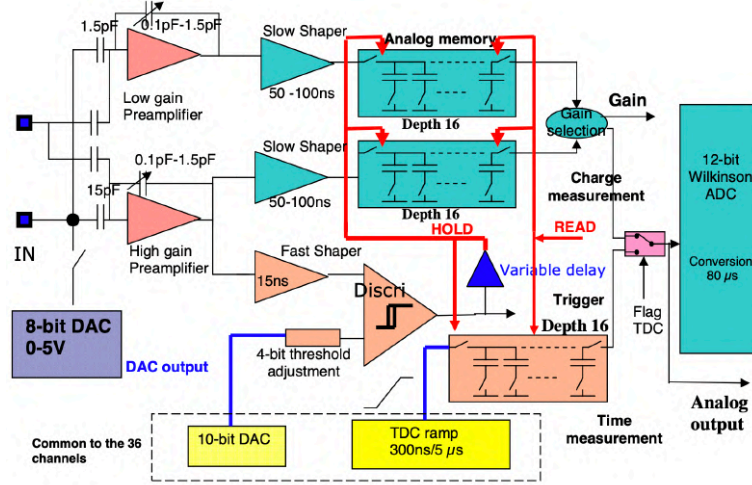 1.5pF
0.1pF-1.5pF
Slow Shaper
Analog memory
Low gain
Preamplifier
50 -100ns
Depth 16
Gain
Gain
selection
12-bit
Wilkinson
ADC
Conversion
80 µs
0.1pF-1.5pF
Slow Shaper
15pF
50-100ns
Depth 16
Charge
measurement
IN
High gain
Preamplifier
HOLD
READ
Fast Shaper
15ns
Variable delay
Discri
Trigger
Depth 16
Flag
TDC
8-bit DAC
0-5V
DAC output
4-bit threshold
adjustment
Analog
output
Time
measurement
Common to the 36
channels
10-bit DAC
TDC ramp
300ns/5 µs